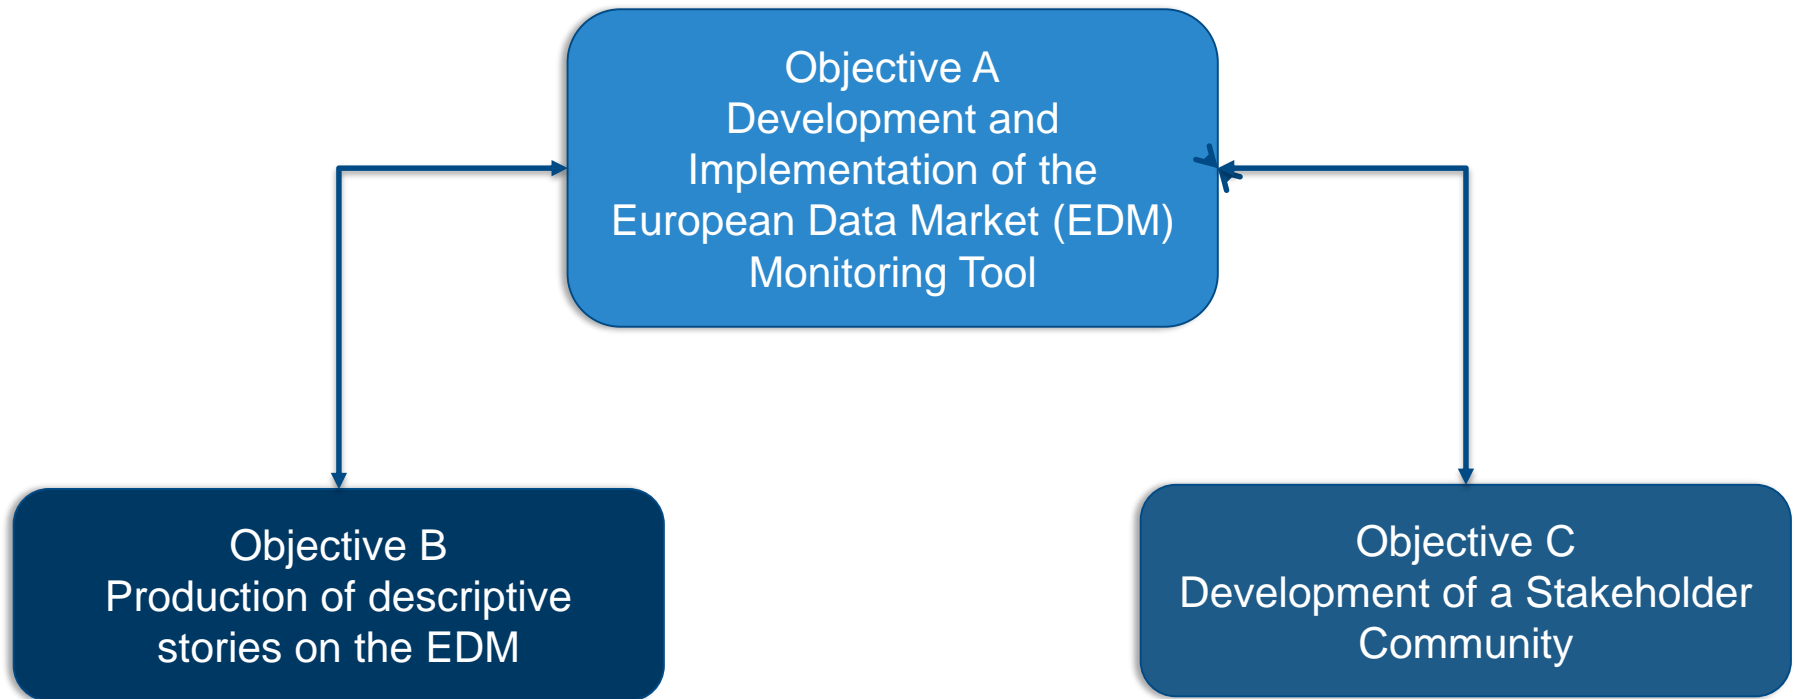 Objective A
Development and
Implementation of the
European Data Market (EDM)
Monitoring Tool
Objective B
Production of descriptive
stories on the EDM
Objective C
Development of a Stakeholder
Community